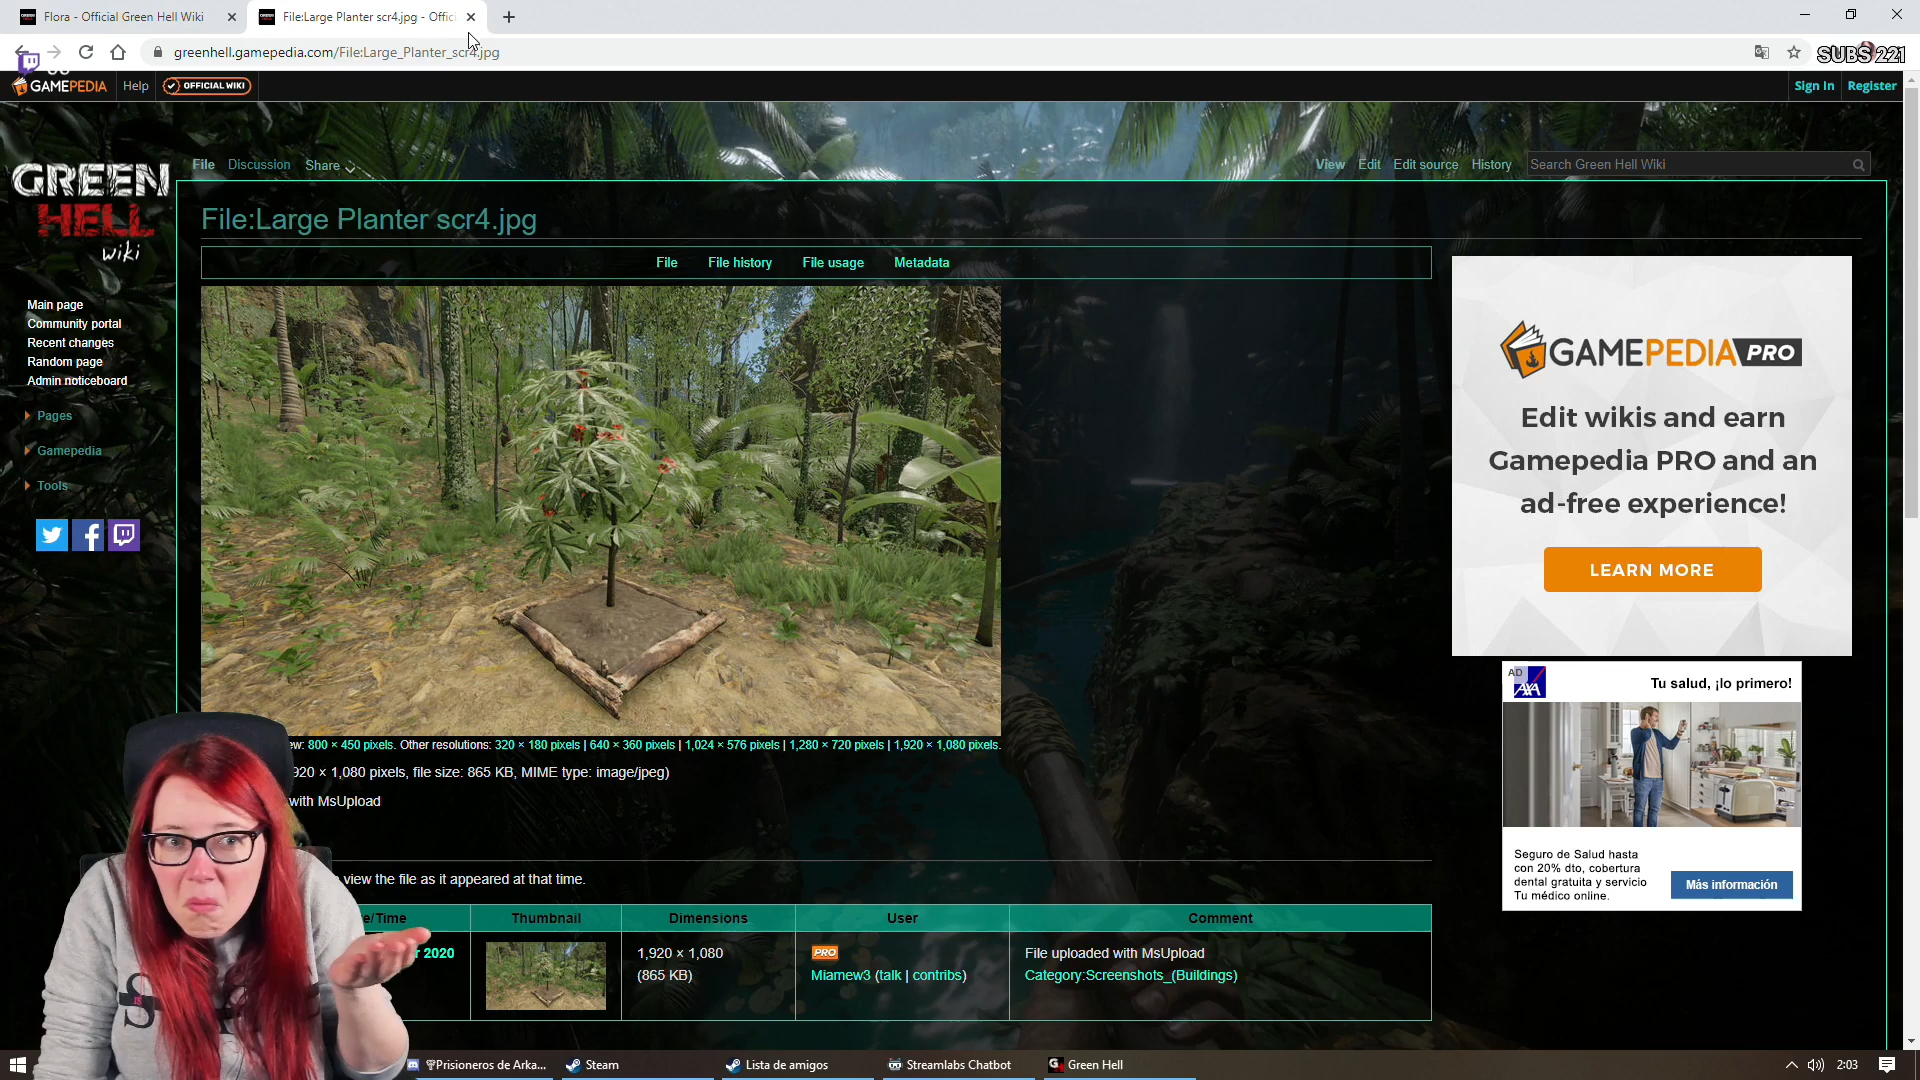 Flora - Official Green Hell Wiki
File:Large Planter scr4.jpg - Offici
greenhell.gamepedia.com/File:Large_Planter_scr4.jpg
SUBS 221
GAMEPEDIA
Help
OFFICIAL WIKI
Sign In
Register
GREEN
HELL
wiki
File
Discussion
Share
View
Edit
Edit source
History
Search Green Hell Wiki
File:Large Planter scr4.jpg
File
File history
File usage
Metadata
Main page
Community portal
Recent changes
Random page
Admin noticeboard
Pages
Gamepedia
Tools
GAMEPEDIA PRO
Edit wikis and earn
Gamepedia PRO and an
ad-free experience!
LEARN MORE
AD
AXA
Tu salud, ¡lo primero!
Seguro de Salud hasta
con 20% dto, cobertura
dental gratuita y servicio
Tu médico online.
Más información
ew: 800 × 450 pixels. Other resolutions: 320 × 180 pixels | 640 × 360 pixels | 1,024 × 576 pixels | 1,280 × 720 pixels | 1,920 × 1,080 pixels.
920 × 1,080 pixels, file size: 865 KB, MIME type: image/jpeg)
with MsUpload
view the file as it appeared at that time.
e/Time
Thumbnail
Dimensions
User
Comment
r 2020
1,920 × 1,080
(865 KB)
PRO
Miamew3 (talk | contribs)
File uploaded with MsUpload
Category:Screenshots_(Buildings)
Prisioneros de Arka...
Steam
Lista de amigos
Streamlabs Chatbot
Green Hell
2:03